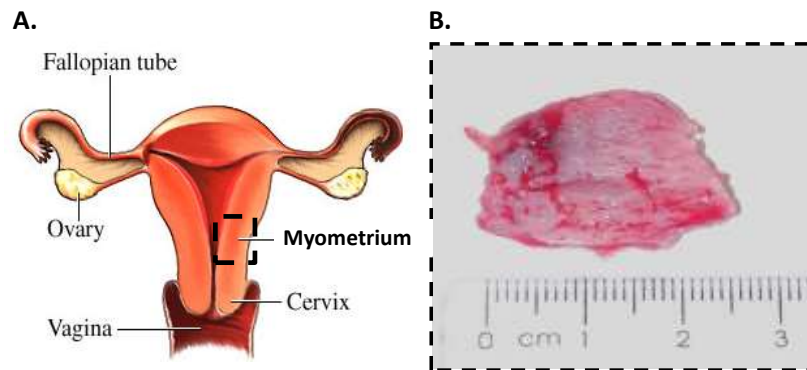 A.
Fallopian tube
Ovary
Myometrium
Cervix
Vagina
B.
0 cm 1 2 3